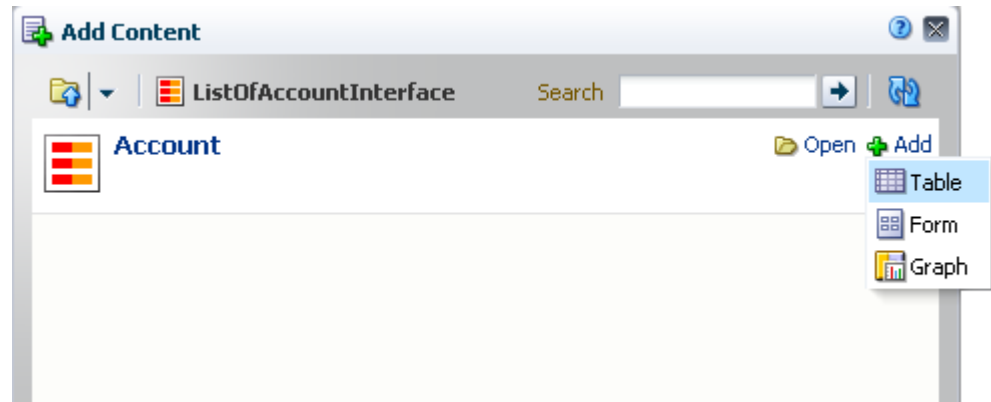 Add Content
ListOfAccountInterface Search
Account Open Add
Table
Form
Graph